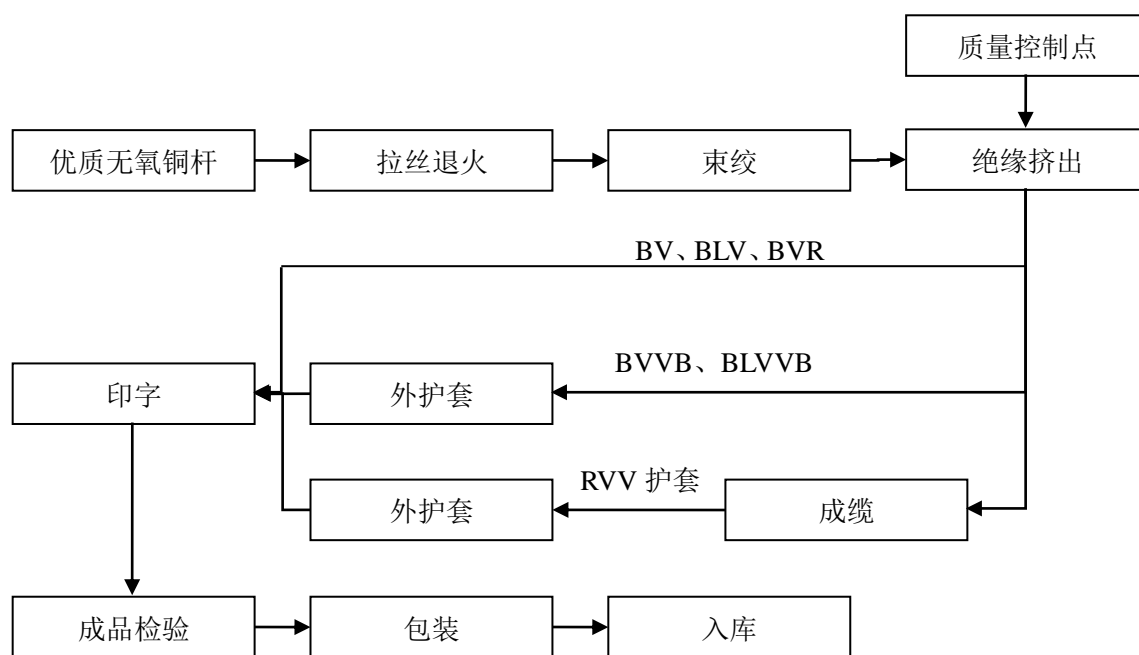 质量控制点
优质无氧铜杆
拉丝退火
束绞
绝缘挤出
BV、BLV、BVR
BVVB、BLVVB
印字
外护套
RVV 护套
外护套
成缆
成品检验
包装
入库